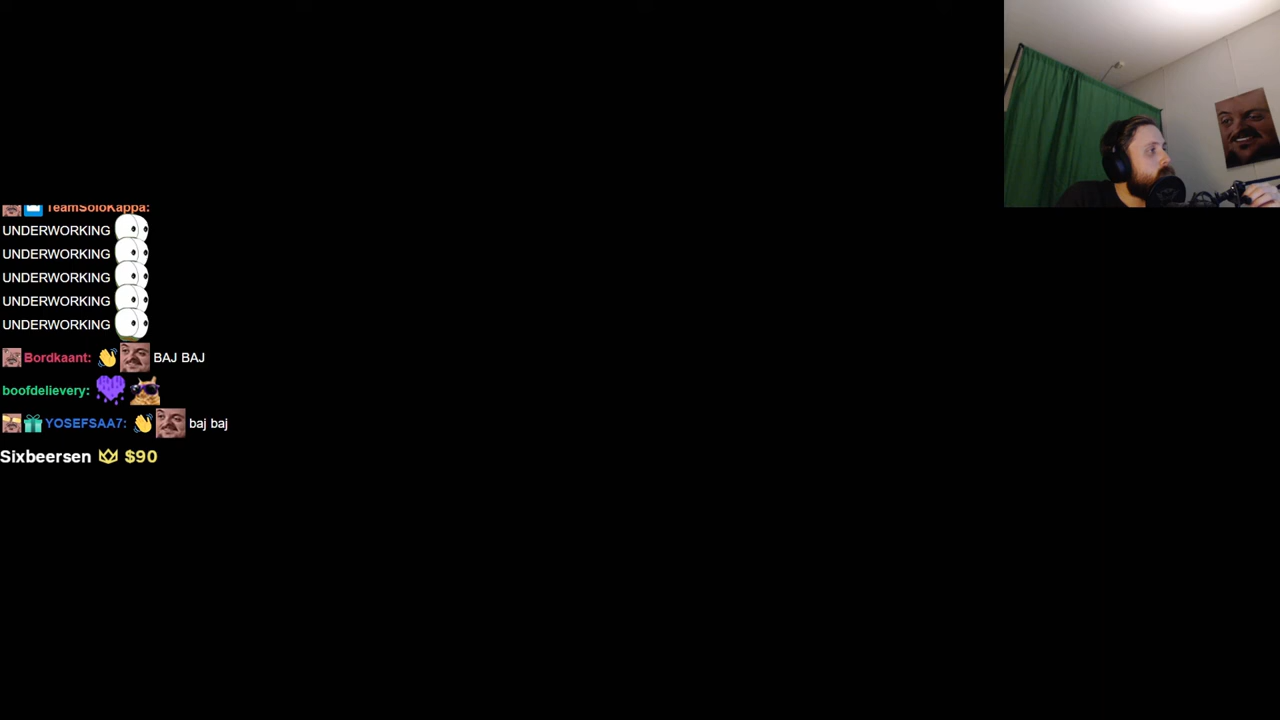 TeamSoloKappa:
UNDERWORKING
UNDERWORKING
UNDERWORKING
UNDERWORKING
UNDERWORKING
Bordkaant: BAJ BAJ
boofdelievery:
YOSEFSAA7: baj baj
Sixbeersen $90